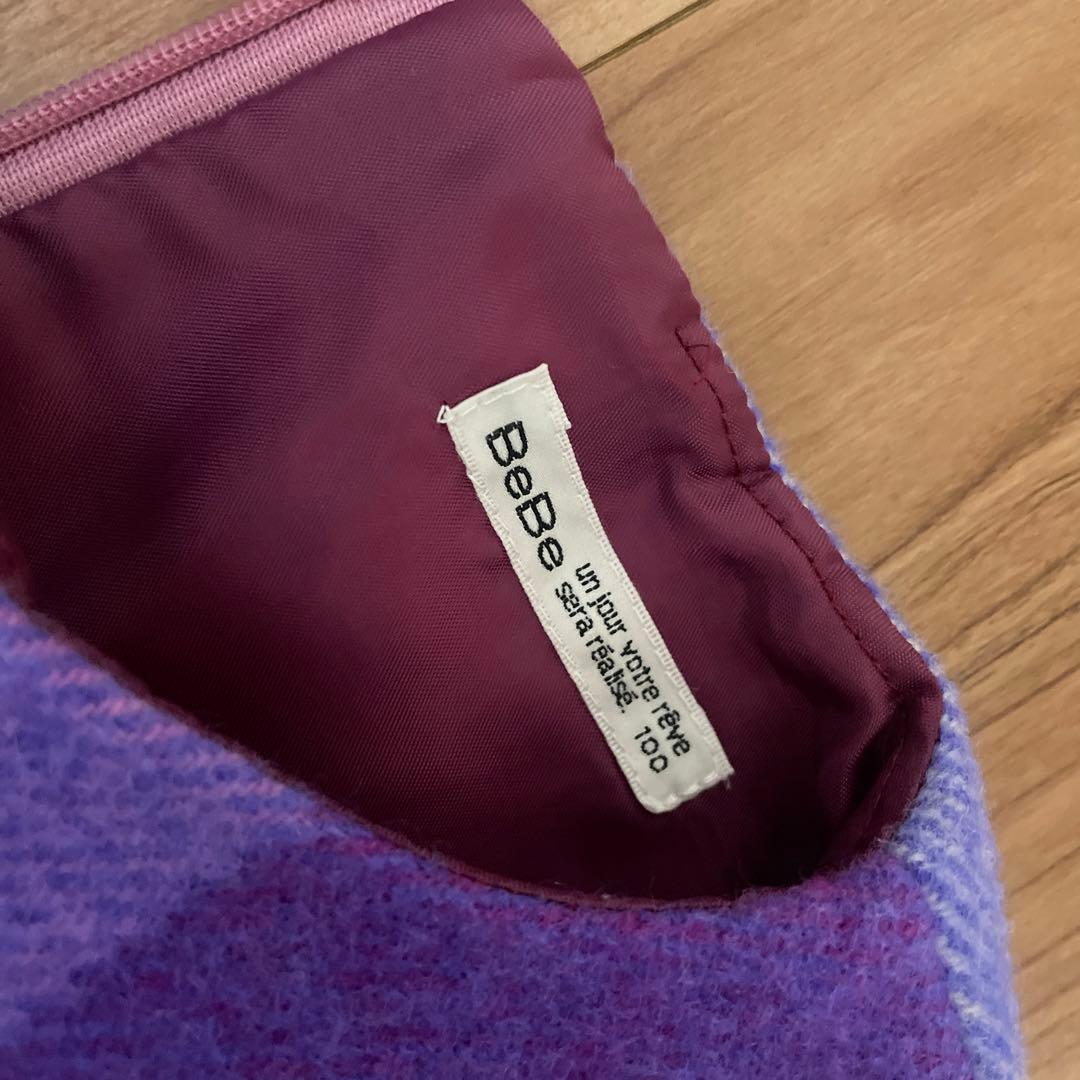 BeBe
un jour votre rêve
sera réalisé. 100